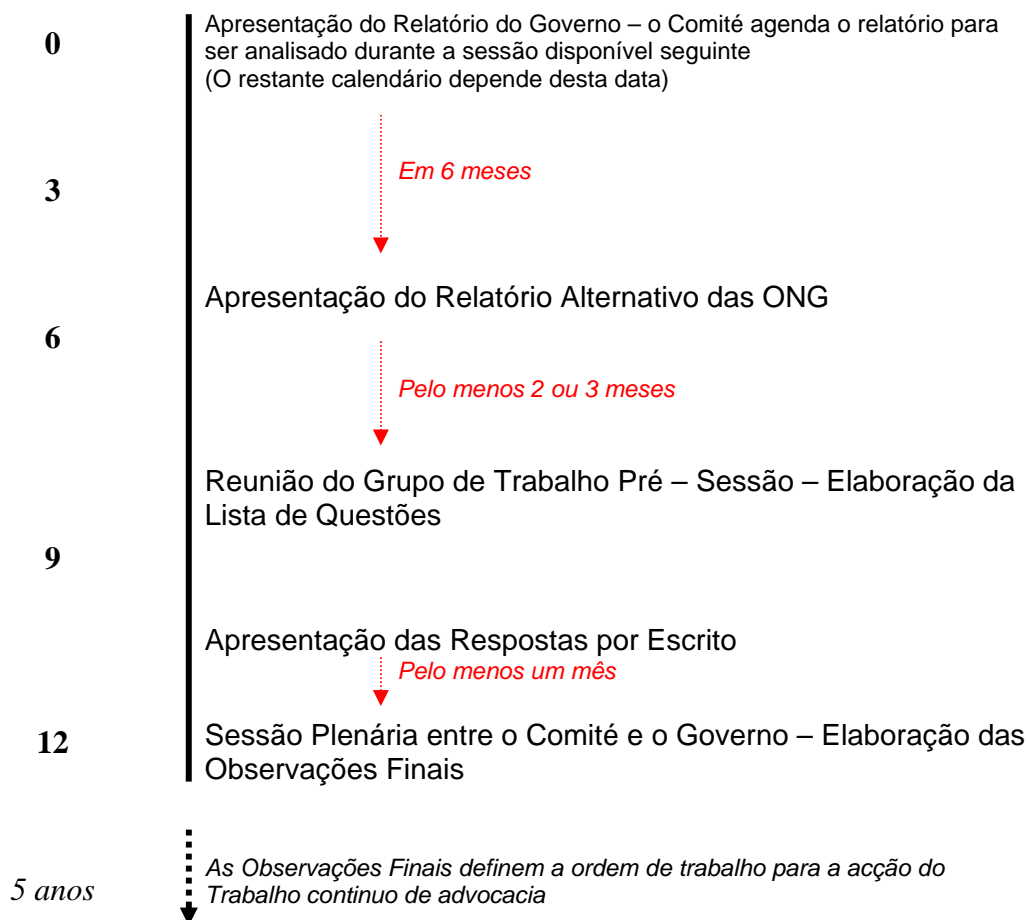 0
Apresentação do Relatório do Governo – o Comité agenda o relatório para
ser analisado durante a sessão disponível seguinte
(O restante calendário depende desta data)
Em 6 meses
3
Apresentação do Relatório Alternativo das ONG
6
Pelo menos 2 ou 3 meses
Reunião do Grupo de Trabalho Pré – Sessão – Elaboração da
Lista de Questões
9
Apresentação das Respostas por Escrito
Pelo menos um mês
12
Sessão Plenária entre o Comité e o Governo – Elaboração das
Observações Finais
As Observações Finais definem a ordem de trabalho para a acção do
5 anos
Trabalho continuo de advocacia